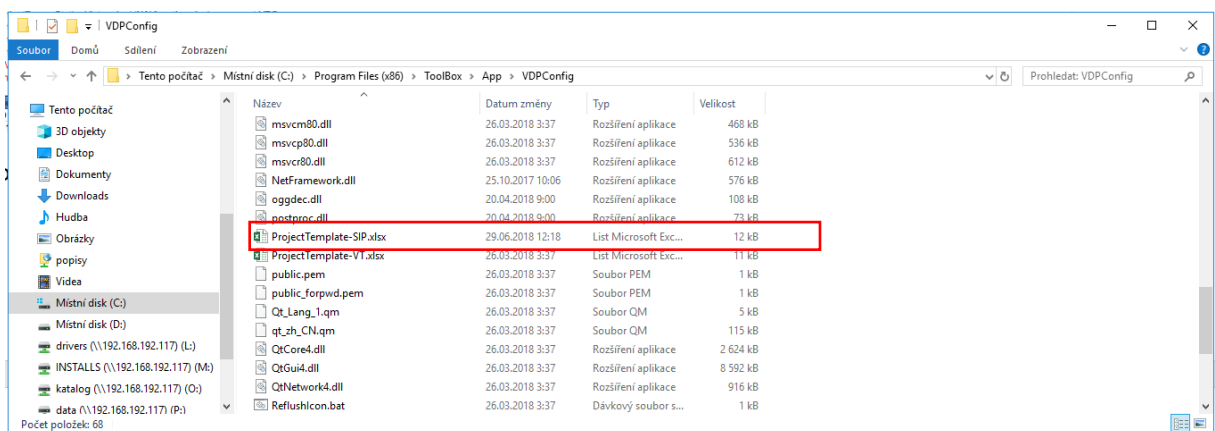 VDPConfig
Soubor Domů Sdílení Zobrazení
Tento počítač › Místní disk (C:) › Program Files (x86) › ToolBox › App › VDPConfig Prohledat: VDPConfig
Tento počítač
3D objekty
Desktop
Dokumenty
Downloads
Hudba
Obrázky
popisy
Videa
Místní disk (C:)
Místní disk (D:)
drivers (\\192.168.192.117) (L:)
INSTALLS (\\192.168.192.117) (M:)
katalog (\\192.168.192.117) (O:)
data (\\192.168.192.117) (P:)
Název Datum změny Typ Velikost
msvcm80.dll 26.03.2018 3:37 Rozšíření aplikace 468 kB
msvcp80.dll 26.03.2018 3:37 Rozšíření aplikace 536 kB
msvcr80.dll 26.03.2018 3:37 Rozšíření aplikace 612 kB
NetFramework.dll 25.10.2017 10:06 Rozšíření aplikace 576 kB
oggdec.dll 20.04.2018 9:00 Rozšíření aplikace 108 kB
postproc.dll 20.04.2018 9:00 Rozšíření aplikace 73 kB
ProjectTemplate-SIP.xlsx 29.06.2018 12:18 List Microsoft Exc... 12 kB
ProjectTemplate-VT.xlsx 26.03.2018 3:37 List Microsoft Exc... 11 kB
public.pem 26.03.2018 3:37 Soubor PEM 1 kB
public_forpwd.pem 26.03.2018 3:37 Soubor PEM 1 kB
Qt_Lang_1.qm 26.03.2018 3:37 Soubor QM 5 kB
qt_zh_CN.qm 26.03.2018 3:37 Soubor QM 115 kB
QtCore4.dll 26.03.2018 3:37 Rozšíření aplikace 2 624 kB
QtGui4.dll 26.03.2018 3:37 Rozšíření aplikace 8 592 kB
QtNetwork4.dll 26.03.2018 3:37 Rozšíření aplikace 916 kB
ReflushIcon.bat 26.03.2018 3:37 Dávkový soubor s... 1 kB
Počet položek: 68